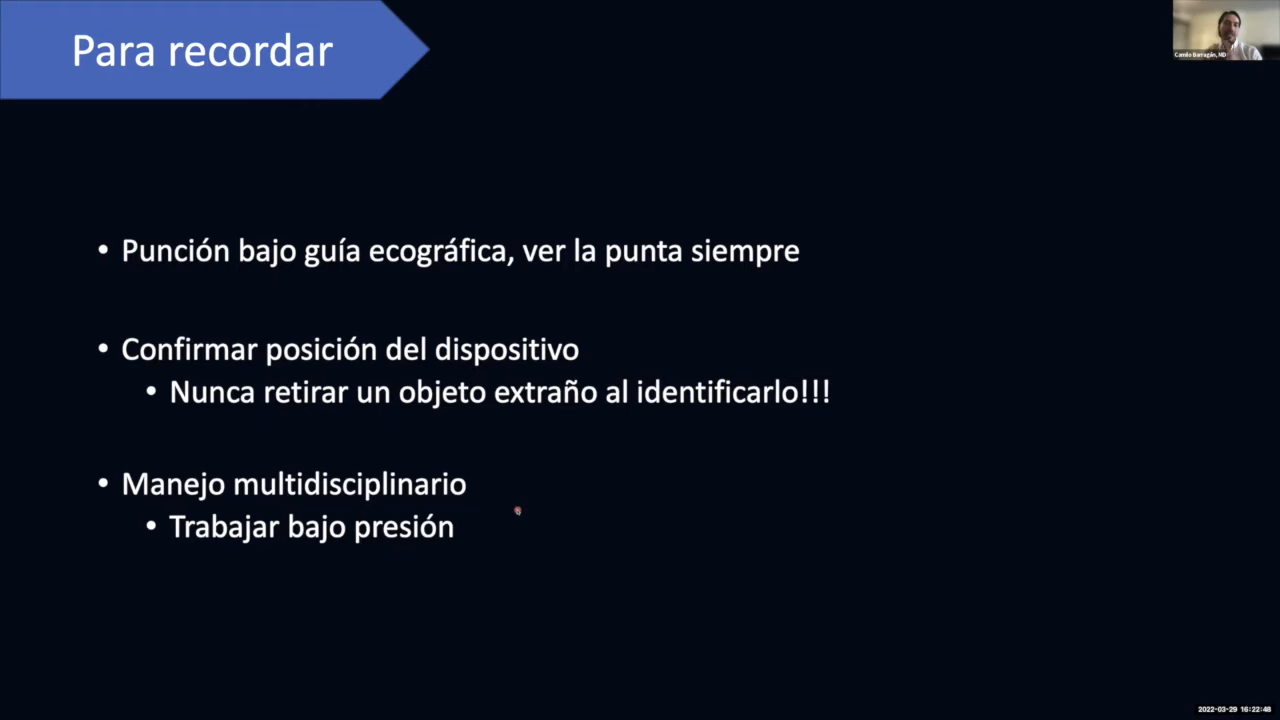 Para recordar
Camilo Barragán, MD
• Punción bajo guía ecográfica, ver la punta siempre
• Confirmar posición del dispositivo
• Nunca retirar un objeto extraño al identificarlo!!!
• Manejo multidisciplinario
• Trabajar bajo presión
2022-03-29 16:22:48